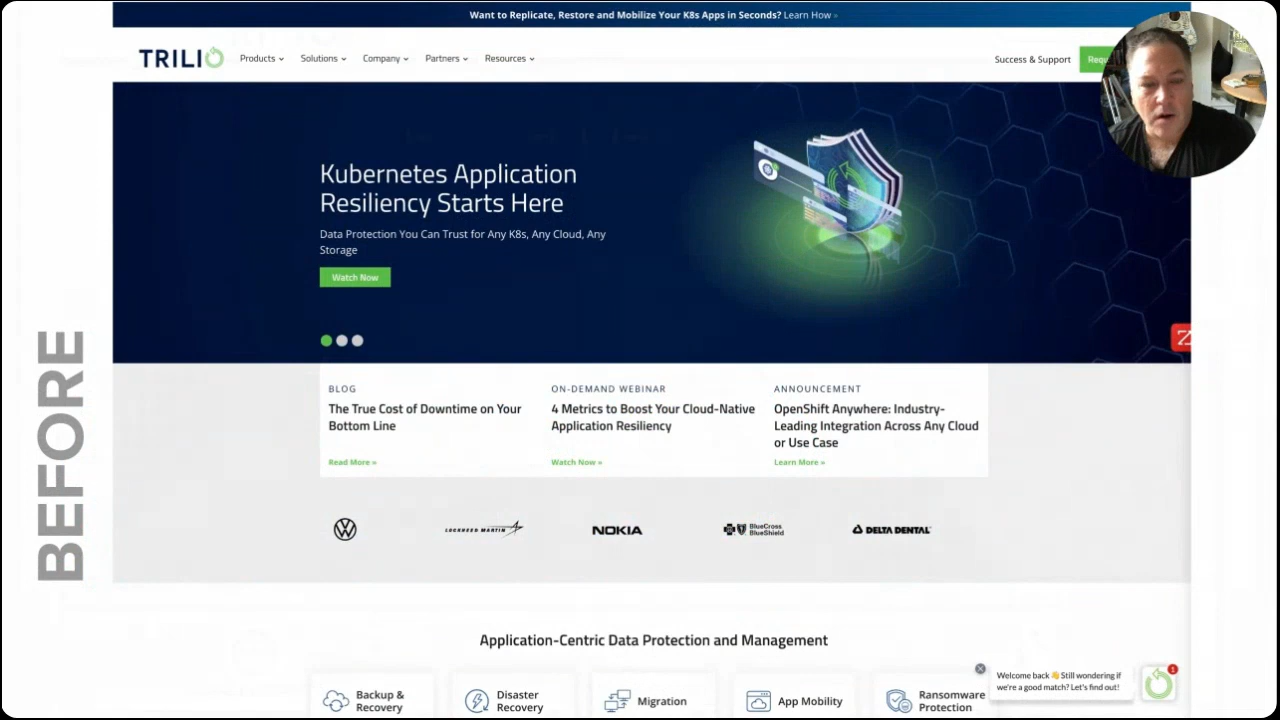 Want to Replicate, Restore and Mobilize Your K8s Apps in Seconds? Learn How »
TRILIO
Products
Solutions
Company
Partners
Resources
Success & Support
Kubernetes Application
Resiliency Starts Here
Data Protection You Can Trust for Any K8s, Any Cloud, Any
Storage
Watch Now
BEFORE
BLOG
The True Cost of Downtime on Your
Bottom Line
Read More »
ON-DEMAND WEBINAR
4 Metrics to Boost Your Cloud-Native
Application Resiliency
Watch Now »
ANNOUNCEMENT
OpenShift Anywhere: Industry-
Leading Integration Across Any Cloud
or Use Case
Learn More »
LOCKHEED MARTIN
NOKIA
BlueCross
BlueShield
DELTA DENTAL
Application-Centric Data Protection and Management
Backup &
Recovery
Disaster
Recovery
Migration
App Mobility
Ransomware
Protection
Welcome back 👋 Still wondering if
we're a good match? Let's find out!
1